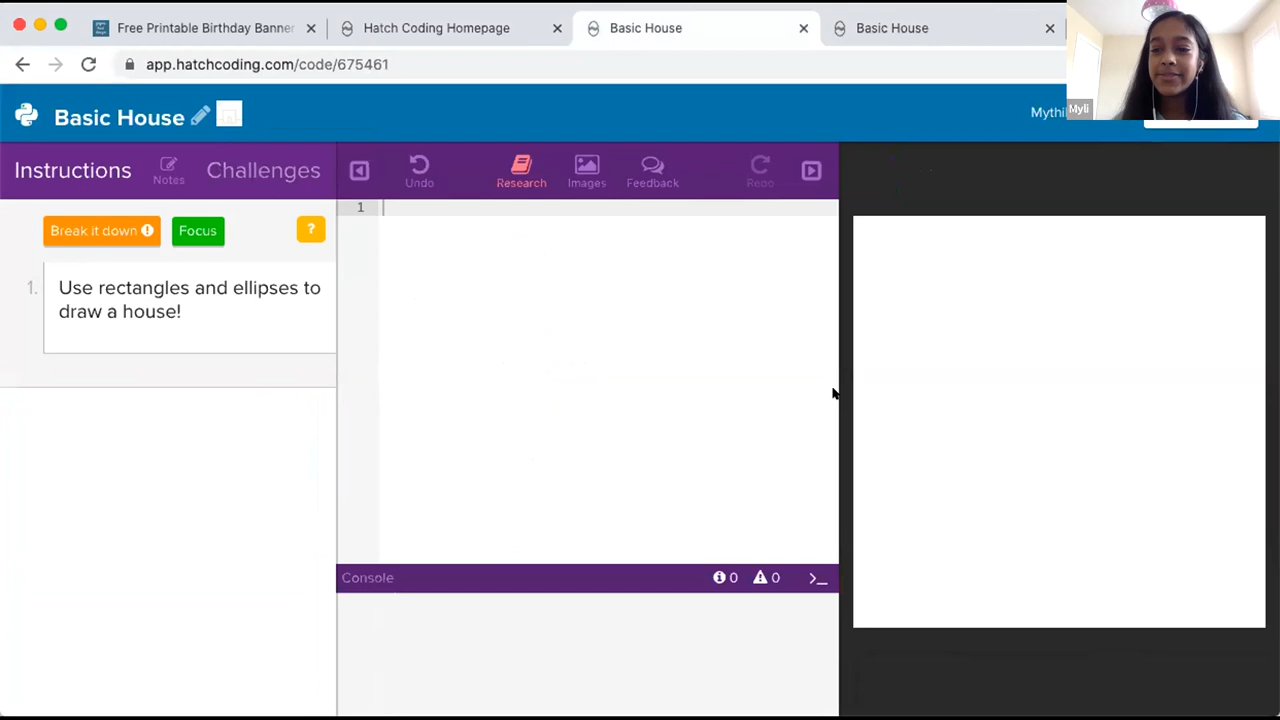 Free Printable Birthday Banner
Hatch Coding Homepage
Basic House
Basic House
app.hatchcoding.com/code/675461
Basic House
Mythi
Myli
Instructions
Notes
Challenges
Undo
Research
Images
Feedback
Redo
Break it down
Focus
?
1
1. Use rectangles and ellipses to
draw a house!
Console
0
0